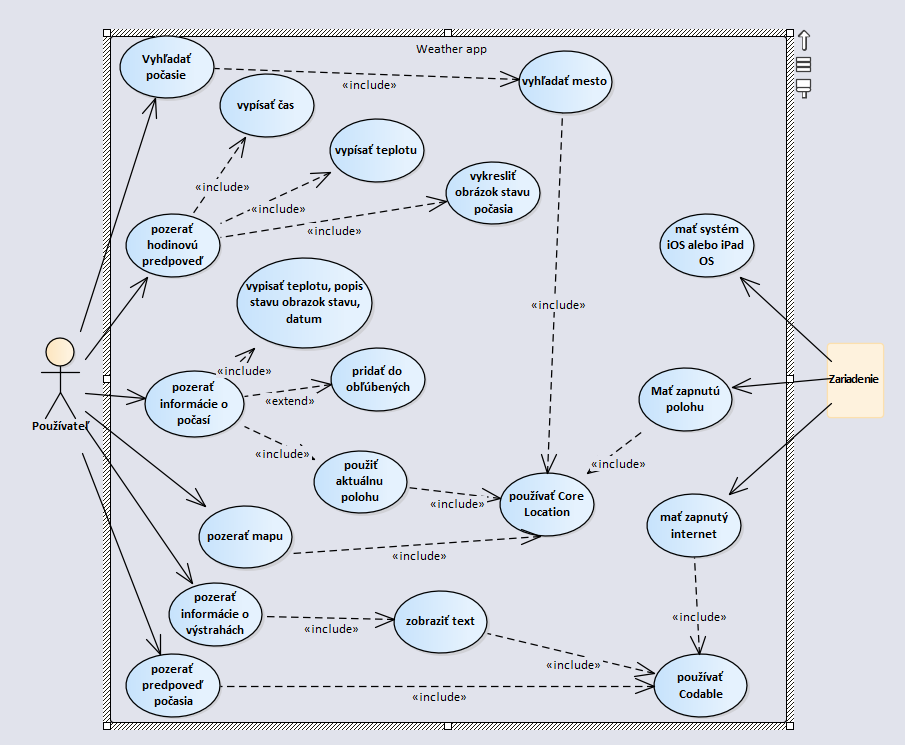 Weather app
Vyhľadať
počasie
«include»
vyhľadať mesto
vypísať čas
vypísať teplotu
vykresliť
obrázok stavu
počasia
«include»
«include»
«include»
pozerať
hodinovú
predpoveď
mať systém
iOS alebo iPad
OS
vypisať teplotu, popis
stavu obrazok stavu,
datum
«include»
«include»
pridať do
obľúbených
«extend»
pozerať
informácie o
počasí
Mať zapnutú
polohu
Zariadenie
Používateľ
«include»
použiť
aktuálnu
polohu
«include»
«include»
používať Core
Location
mať zapnutý
internet
pozerať mapu
«include»
pozerať
informácie o
výstrahách
«include»
zobraziť text
«include»
«include»
pozerať
predpoveď
počasia
«include»
používať
Codable